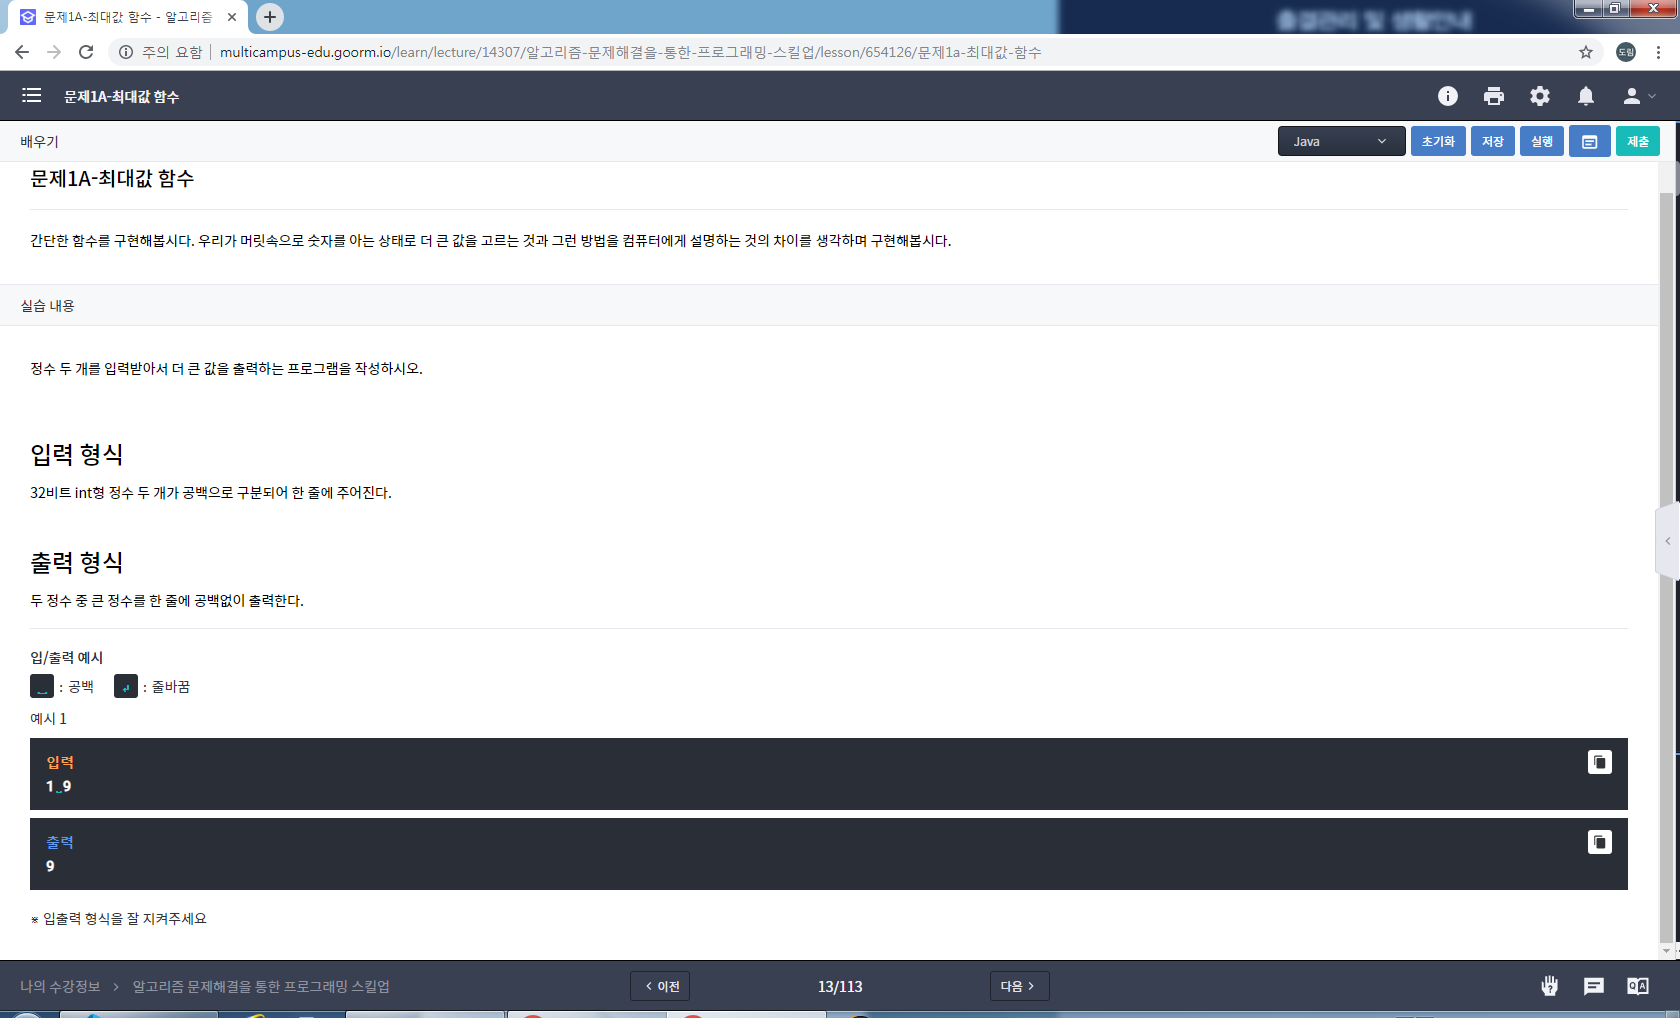 문제1A-최대값 함수 - 알고리즘
출결관리 및 생활안내
주의 요함 | multicampus-edu.goorm.io/learn/lecture/14307/알고리즘-문제해결을-통한-프로그래밍-스킬업/lesson/654126/문제1a-최대값-함수
도림
문제1A-최대값 함수
배우기
Java
초기화
저장
실행
제출
문제1A-최대값 함수
간단한 함수를 구현해봅시다. 우리가 머릿속으로 숫자를 아는 상태로 더 큰 값을 고르는 것과 그런 방법을 컴퓨터에게 설명하는 것의 차이를 생각하며 구현해봅시다.
실습 내용
정수 두 개를 입력받아서 더 큰 값을 출력하는 프로그램을 작성하시오.
입력 형식
32비트 int형 정수 두 개가 공백으로 구분되어 한 줄에 주어진다.
출력 형식
두 정수 중 큰 정수를 한 줄에 공백없이 출력한다.
입/출력 예시
␣ : 공백 ↲ : 줄바꿈
예시 1
입력
1␣9
출력
9
※ 입출력 형식을 잘 지켜주세요
나의 수강정보 > 알고리즘 문제해결을 통한 프로그래밍 스킬업
< 이전
13/113
다음 >
Q A